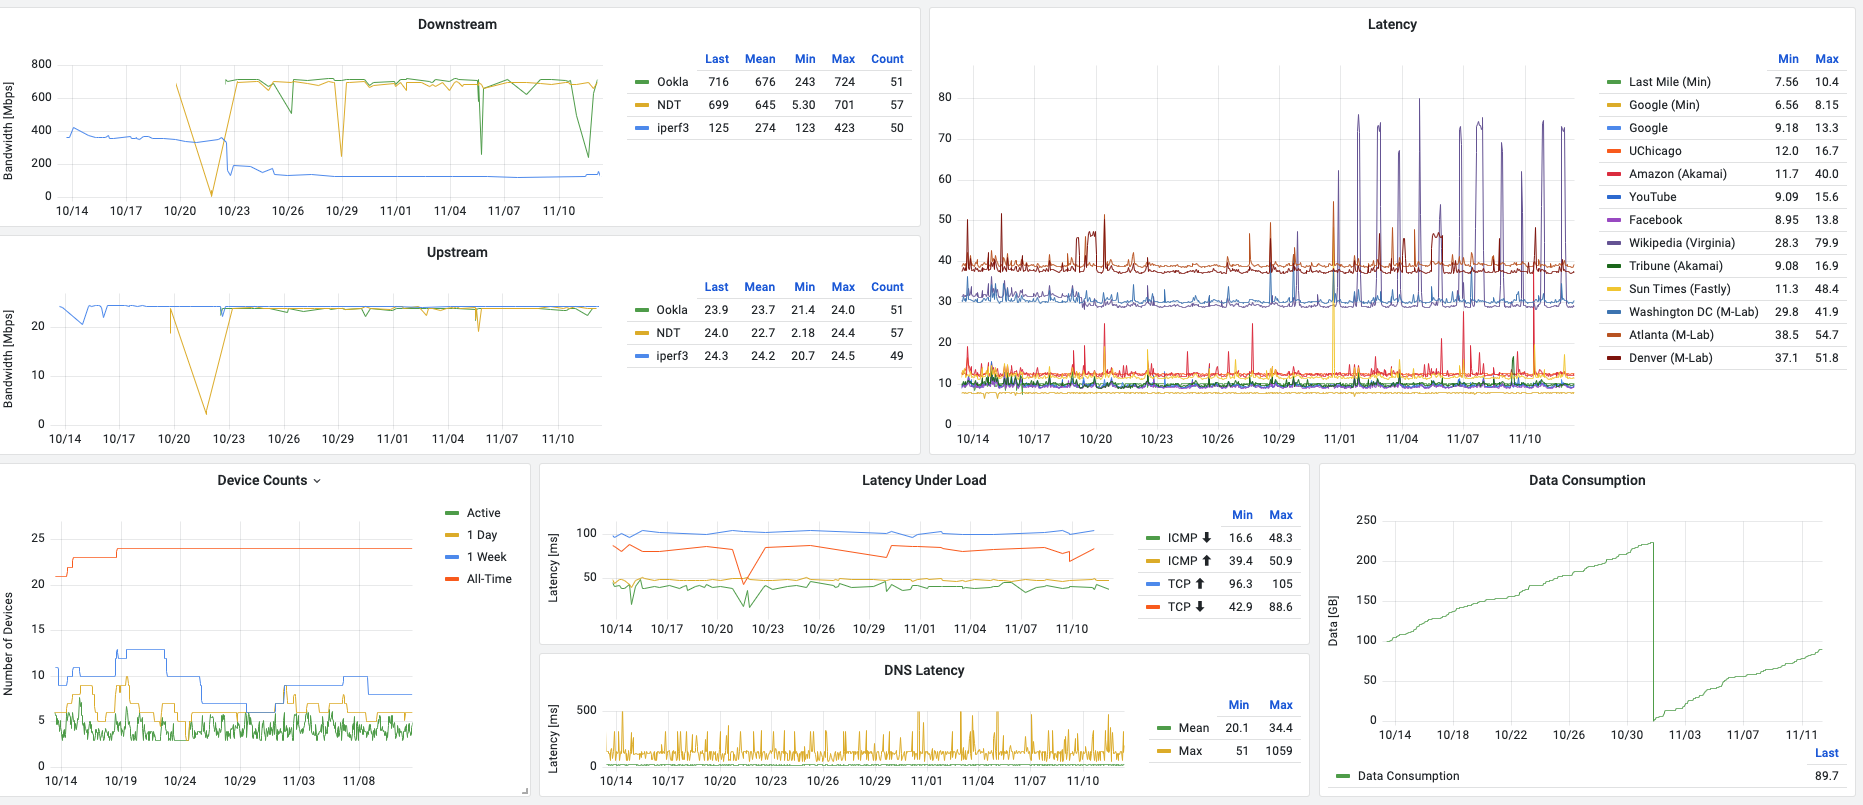 Downstream
Bandwidth [Mbps]
800
600
400
200
0
10/14 10/17 10/20 10/23 10/26 10/29 11/01 11/04 11/07 11/10
Last Mean Min Max Count
Ookla 716 676 243 724 51
NDT 699 645 5.30 701 57
iperf3 125 274 123 423 50
Latency
80
70
60
50
40
30
20
10
0
10/14 10/17 10/20 10/23 10/26 10/29 11/01 11/04 11/07 11/10
Min Max
Last Mile (Min) 7.56 10.4
Google (Min) 6.56 8.15
Google 9.18 13.3
UChicago 12.0 16.7
Amazon (Akamai) 11.7 40.0
YouTube 9.09 15.6
Facebook 8.95 13.8
Wikipedia (Virginia) 28.3 79.9
Tribune (Akamai) 9.08 16.9
Sun Times (Fastly) 11.3 48.4
Washington DC (M-Lab) 29.8 41.9
Atlanta (M-Lab) 38.5 54.7
Denver (M-Lab) 37.1 51.8
Upstream
Bandwidth [Mbps]
20
10
0
10/14 10/17 10/20 10/23 10/26 10/29 11/01 11/04 11/07 11/10
Last Mean Min Max Count
Ookla 23.9 23.7 21.4 24.0 51
NDT 24.0 22.7 2.18 24.4 57
iperf3 24.3 24.2 20.7 24.5 49
Device Counts
Number of Devices
25
20
15
10
5
0
10/14 10/19 10/24 10/29 11/03 11/08
Active
1 Day
1 Week
All-Time
Latency Under Load
Latency [ms]
100
50
10/14 10/17 10/20 10/23 10/26 10/29 11/01 11/04 11/07 11/10
Min Max
ICMP ⬇ 16.6 48.3
ICMP ⬆ 39.4 50.9
TCP ⬆ 96.3 105
TCP ⬇ 42.9 88.6
DNS Latency
Latency [ms]
500
0
10/14 10/17 10/20 10/23 10/26 10/29 11/01 11/04 11/07 11/10
Min Max
Mean 20.1 34.4
Max 51 1059
Data Consumption
Data [GB]
250
200
150
100
50
0
10/14 10/18 10/22 10/26 10/30 11/03 11/07 11/11
Last
Data Consumption 89.7